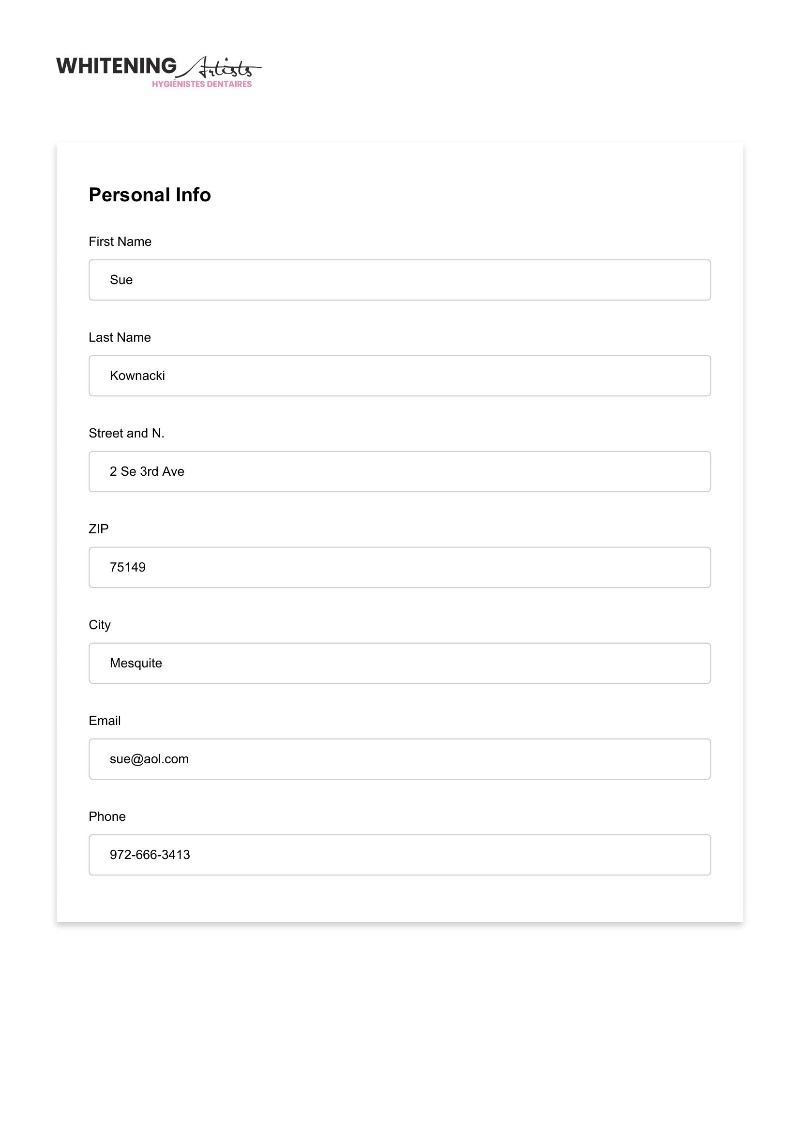 WHITENING Artists
HYGIÉNISTES DENTAIRES
Personal Info
First Name
Sue
Last Name
Kownacki
Street and N.
2 Se 3rd Ave
ZIP
75149
City
Mesquite
Email
sue@aol.com
Phone
972-666-3413